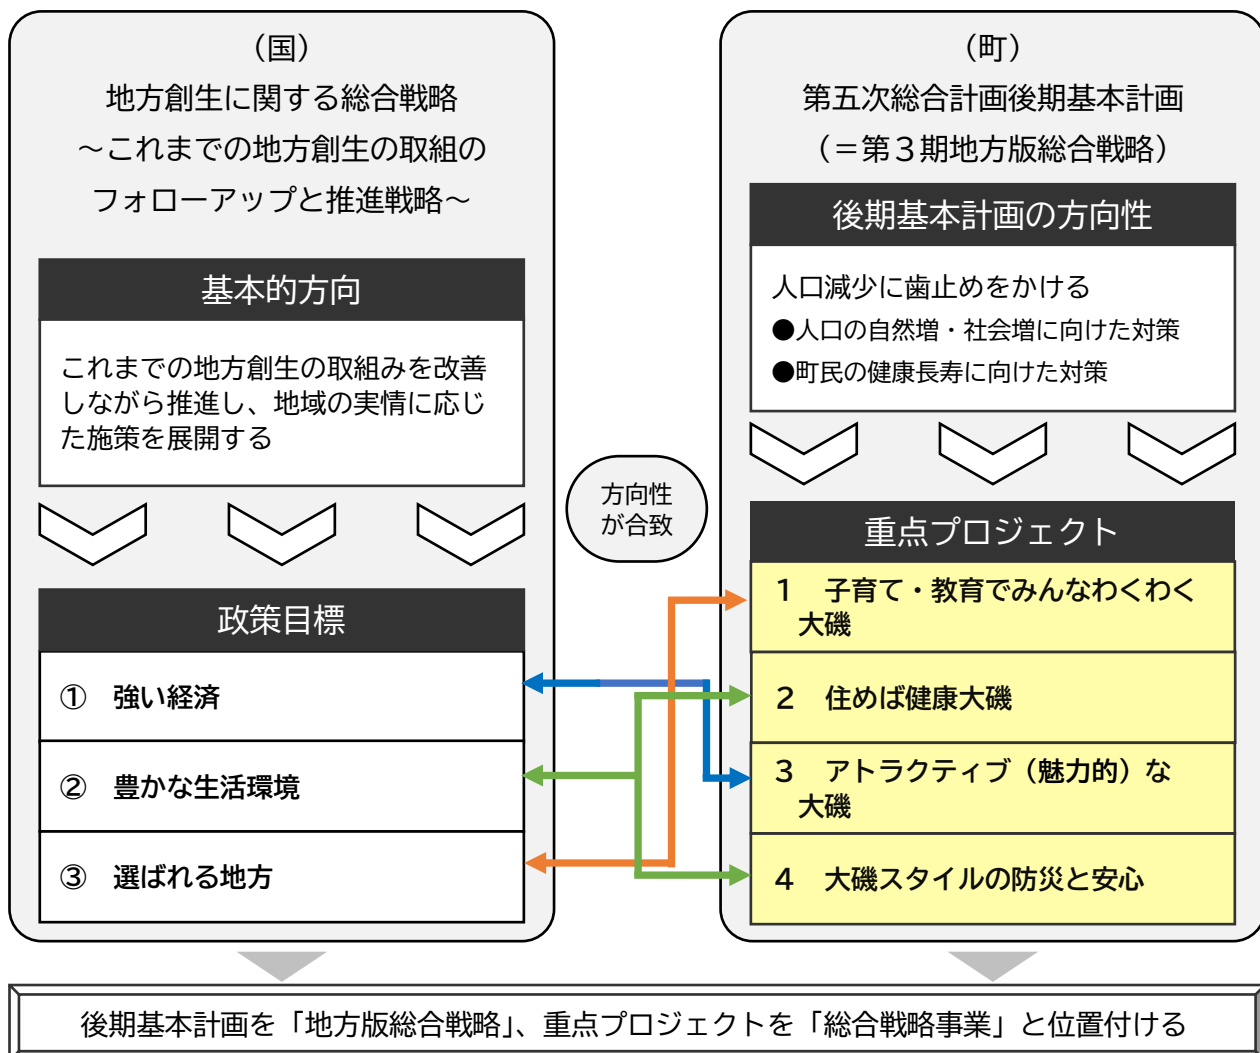 （国）
地方創生に関する総合戦略
～これまでの地方創生の取組の
フォローアップと推進戦略～
基本的方向
これまでの地方創生の取組みを改善
しながら推進し、地域の実情に応じ
た施策を展開する
政策目標
① 強い経済
② 豊かな生活環境
③ 選ばれる地方
方向性
が合致
（町）
第五次総合計画後期基本計画
（＝第３期地方版総合戦略）
後期基本計画の方向性
人口減少に歯止めをかける
●人口の自然増・社会増に向けた対策
●町民の健康長寿に向けた対策
重点プロジェクト
１ 子育て・教育でみんなわくわく
大磯
２ 住めば健康大磯
３ アトラクティブ（魅力的）な
大磯
４ 大磯スタイルの防災と安心
後期基本計画を「地方版総合戦略」、重点プロジェクトを「総合戦略事業」と位置付ける